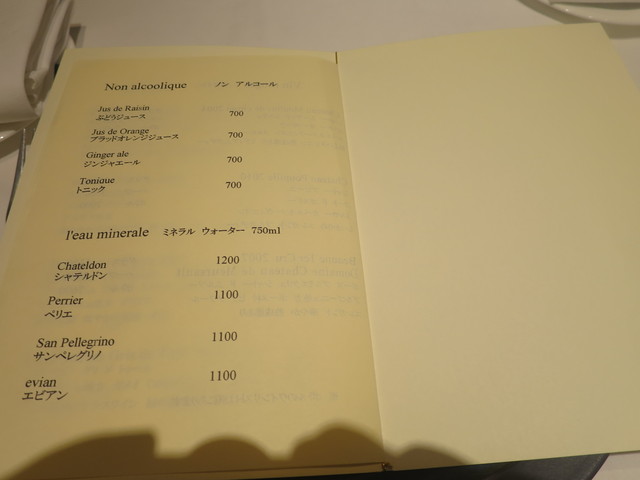 Non alcoolique ノン アルコール
Jus de Raisin 700
ぶどうジュース
Jus de Orange 700
ブラッドオレンジジュース
Ginger ale 700
ジンジャエール
Tonique 700
トニック
l'eau minerale ミネラル ウォーター 750ml
Chateldon 1200
シャテルドン
Perrier 1100
ペリエ
San Pellegrino 1100
サンペレグリノ
evian 1100
エビアン